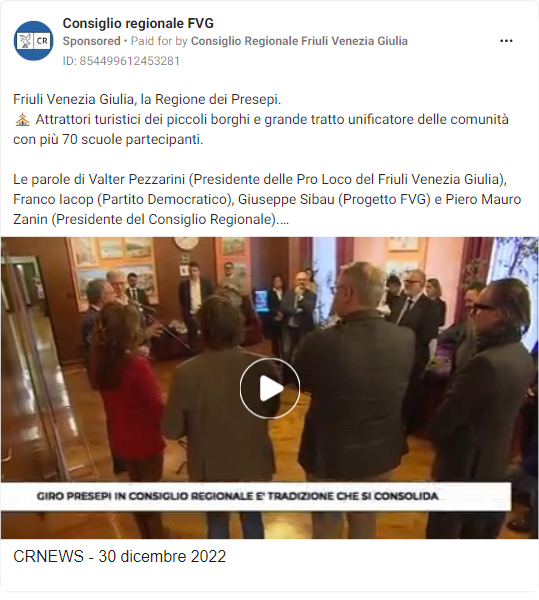 Consiglio regionale FVG
Sponsored • Paid for by Consiglio Regionale Friuli Venezia Giulia
ID: 854499612453281
CR
Friuli Venezia Giulia, la Regione dei Presepi.
Attrattori turistici dei piccoli borghi e grande tratto unificatore delle comunità
con più 70 scuole partecipanti.
Le parole di Valter Pezzarini (Presidente delle Pro Loco del Friuli Venezia Giulia),
Franco Iacop (Partito Democratico), Giuseppe Sibau (Progetto FVG) e Piero Mauro
Zanin (Presidente del Consiglio Regionale)....
GIRO PRESEPI IN CONSIGLIO REGIONALE E' TRADIZIONE CHE SI CONSOLIDA
CRNEWS - 30 dicembre 2022